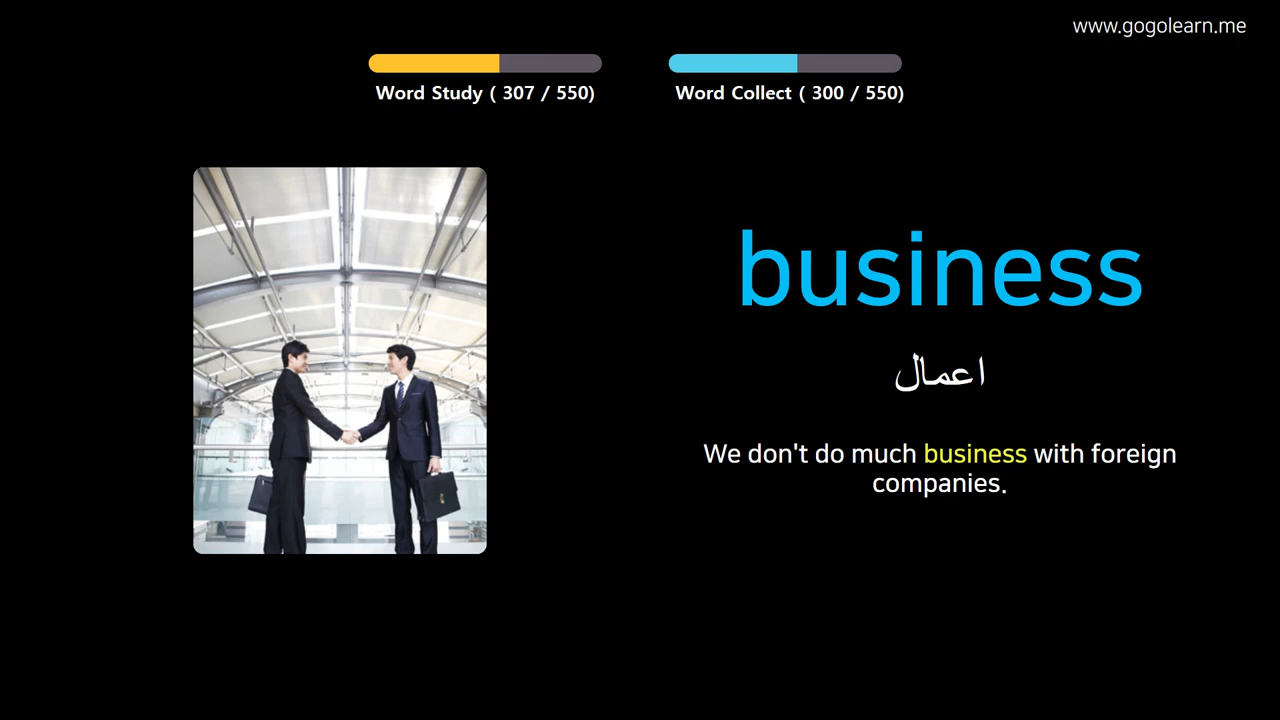 www.gogolearn.me
Word Study ( 307 / 550)
Word Collect ( 300 / 550)
business
اعمال
We don't do much business with foreign
companies.